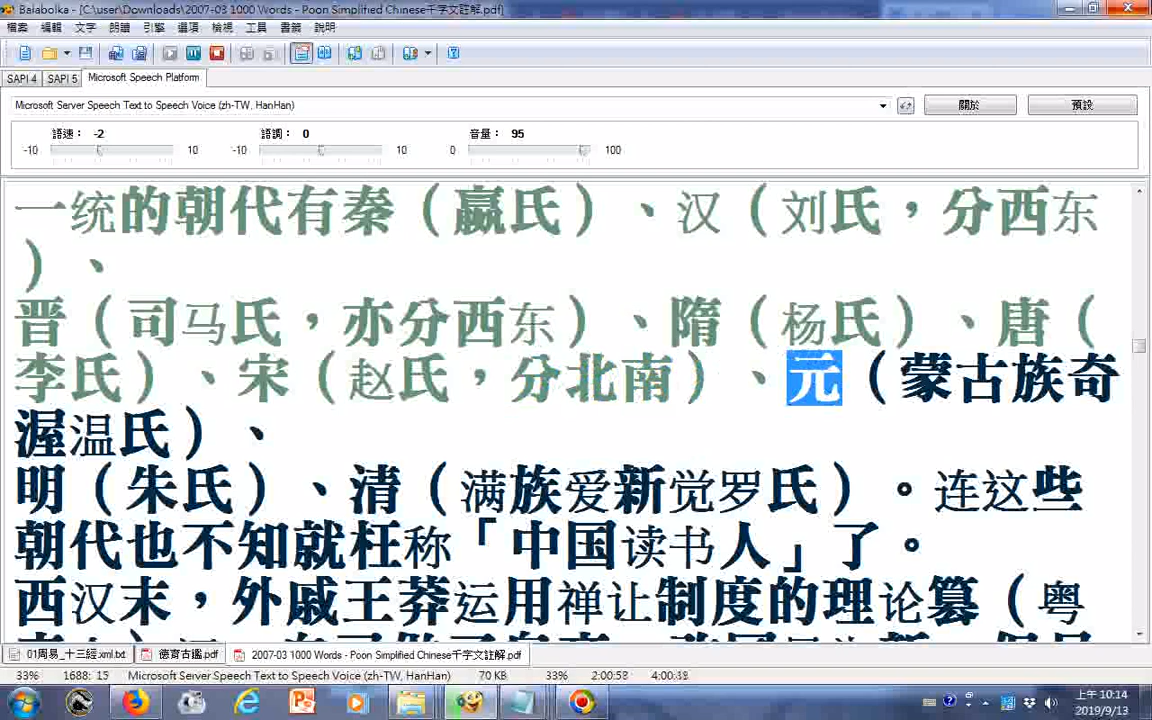 Balabolka - [C:\user\Downloads\2007-03 1000 Words - Poon Simplified Chinese千字文註解.pdf]
檔案 編輯 文字 朗讀 引擎 選項 檢視 工具 書籤 說明
SAPI 4 SAPI 5 Microsoft Speech Platform
Microsoft Server Speech Text to Speech Voice (zh-TW, HanHan) 關於 預設
語速： -2 語調： 0 音量： 95
-10 10 -10 10 0 100
一统的朝代有秦（嬴氏）、汉（刘氏，分西东
）、
晋（司马氏，亦分西东）、隋（杨氏）、唐（
李氏）、宋（赵氏，分北南）、元（蒙古族奇
渥温氏）、
明（朱氏）、清（满族爱新觉罗氏）。连这些
朝代也不知就枉称「中国读书人」了。
西汉末，外戚王莽运用禅让制度的理论篡（粤
01周易_十三經.xml.txt 德育古鑑.pdf 2007-03 1000 Words - Poon Simplified Chinese千字文註解.pdf
33% 1688: 15 Microsoft Server Speech Text to Speech Voice (zh-TW, HanHan) 70 KB 33% 2:00:58 4:00:38
上午 10:14
2019/9/13